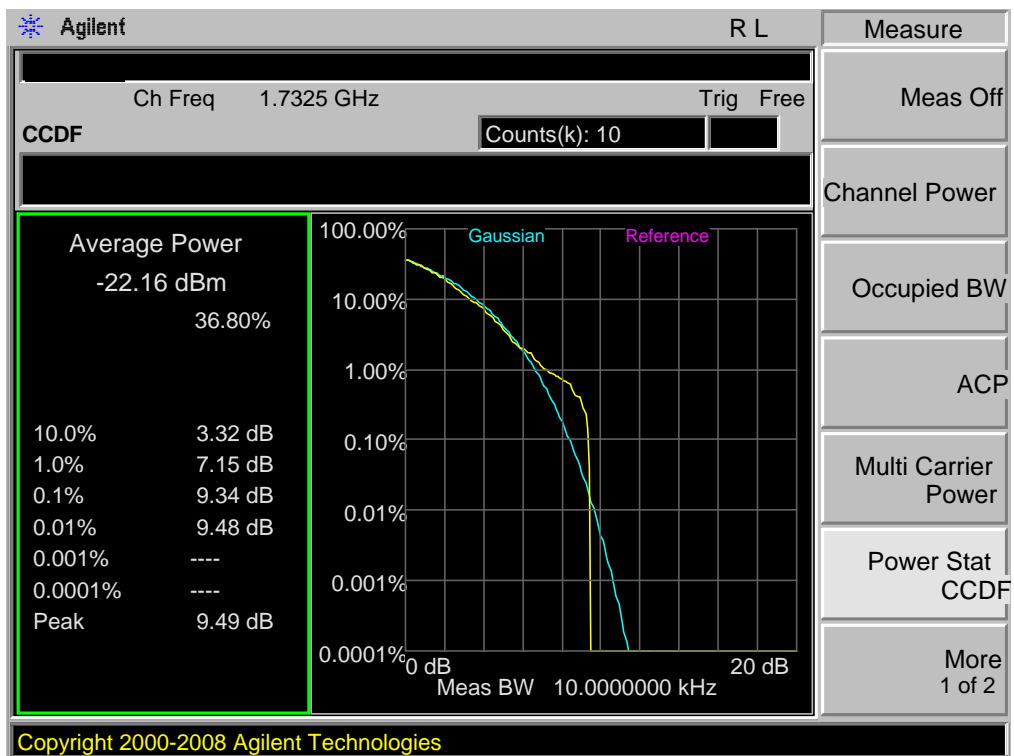 Agilent
R L
Measure
Ch Freq 1.7325 GHz
Trig Free
CCDF
Counts(k): 10
Meas Off
Channel Power
Occupied BW
ACP
Multi Carrier
Power
Power Stat
CCDF
More
1 of 2
Average Power
-22.16 dBm
36.80%
10.0% 3.32 dB
1.0% 7.15 dB
0.1% 9.34 dB
0.01% 9.48 dB
0.001% ----
0.0001% ----
Peak 9.49 dB
Gaussian
Reference
100.00%
10.00%
1.00%
0.10%
0.01%
0.001%
0.0001%
0 dB
20 dB
Meas BW 10.0000000 kHz
Copyright 2000-2008 Agilent Technologies